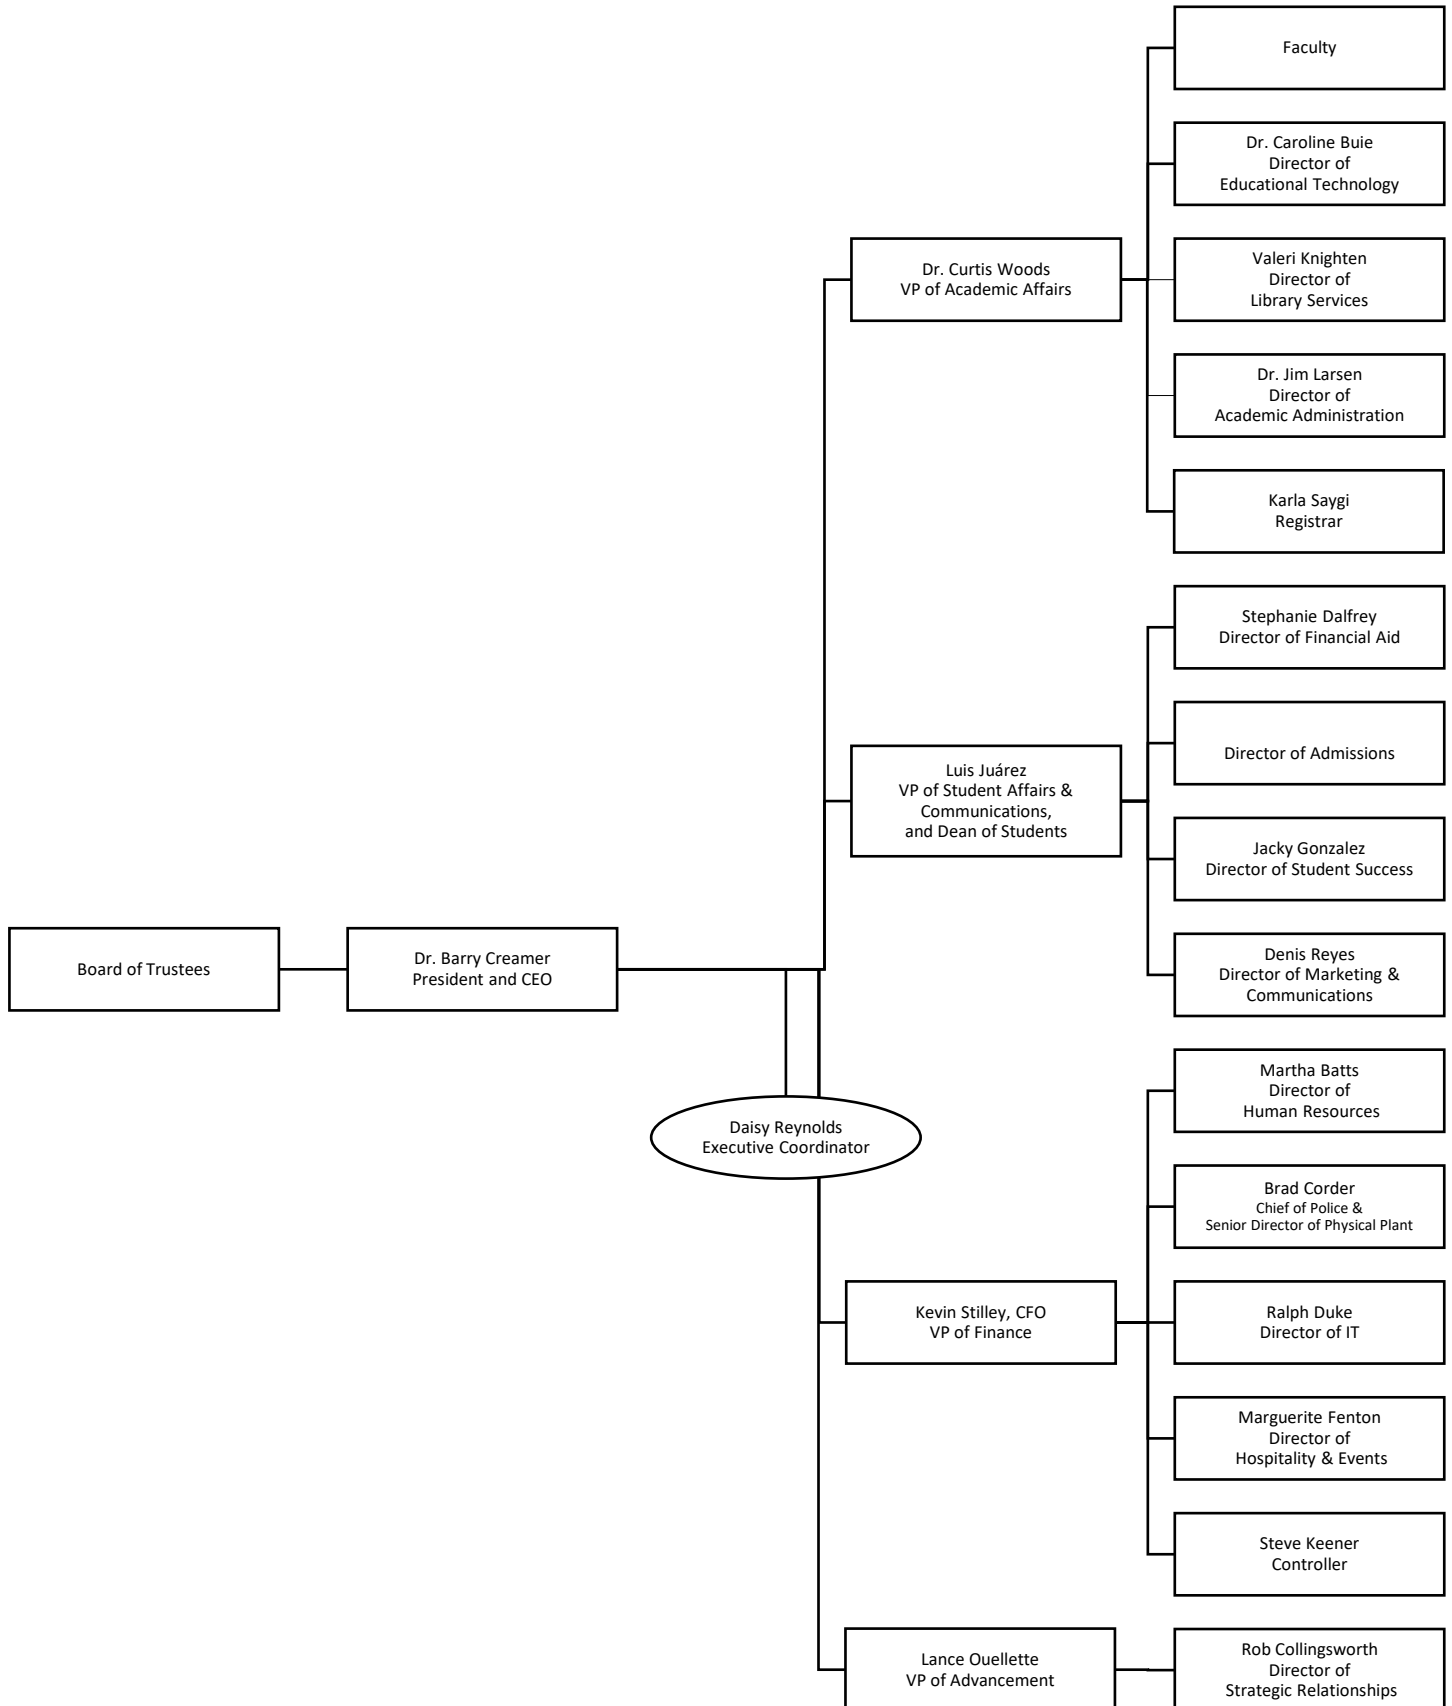 Faculty
Dr. Caroline Buie
Director of
Educational Technology
Dr. Curtis Woods
VP of Academic Affairs
Valeri Knighten
Director of
Library Services
Dr. Jim Larsen
Director of
Academic Administration
Karla Saygi
Registrar
Stephanie Dalfrey
Director of Financial Aid
Director of Admissions
Luis Juárez
VP of Student Affairs &
Communications,
and Dean of Students
Jacky Gonzalez
Director of Student Success
Board of Trustees
Dr. Barry Creamer
President and CEO
Denis Reyes
Director of Marketing &
Communications
Martha Batts
Director of
Human Resources
Daisy Reynolds
Executive Coordinator
Brad Corder
Chief of Police &
Senior Director of Physical Plant
Kevin Stilley, CFO
VP of Finance
Ralph Duke
Director of IT
Marguerite Fenton
Director of
Hospitality & Events
Steve Keener
Controller
Lance Ouellette
VP of Advancement
Rob Collingsworth
Director of
Strategic Relationships